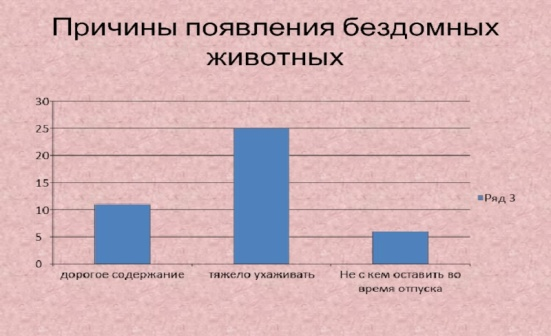 Причины появления бездомных
животных
30
25
20
15
10
5
0
дорогое содержание
тяжело ухаживать
Не с кем оставить во
время отпуска
Ряд 3